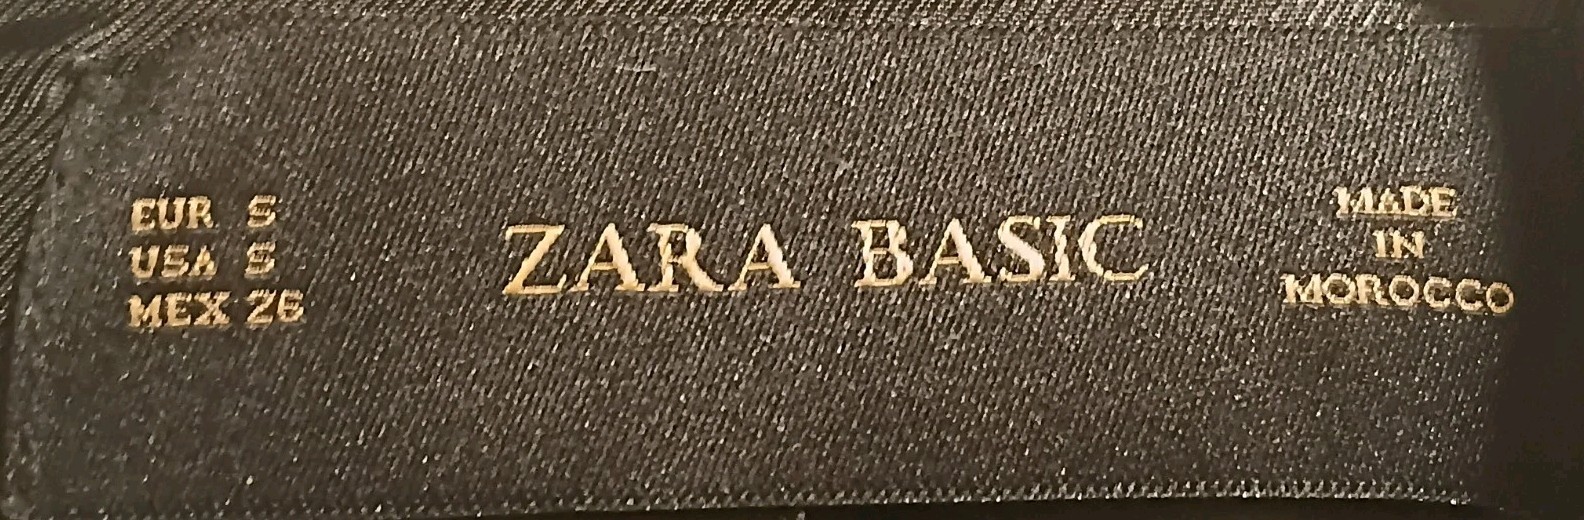 EUR S
USA S
MEX 26
ZARA BASIC
MADE
IN
MOROCCO